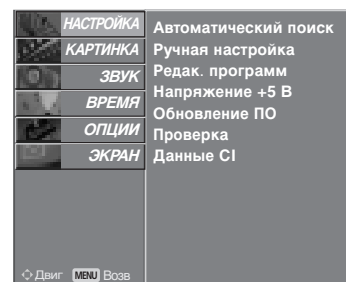 НАСТРОЙКА
КАРТИНКА
ЗВУК
ВРЕМЯ
ОПЦИИ
ЭКРАН
Автоматический поиск
Ручная настройка
Редак. программ
Напряжение +5 В
Обновление ПО
Проверка
Данные CI
Двиг MENU Возв